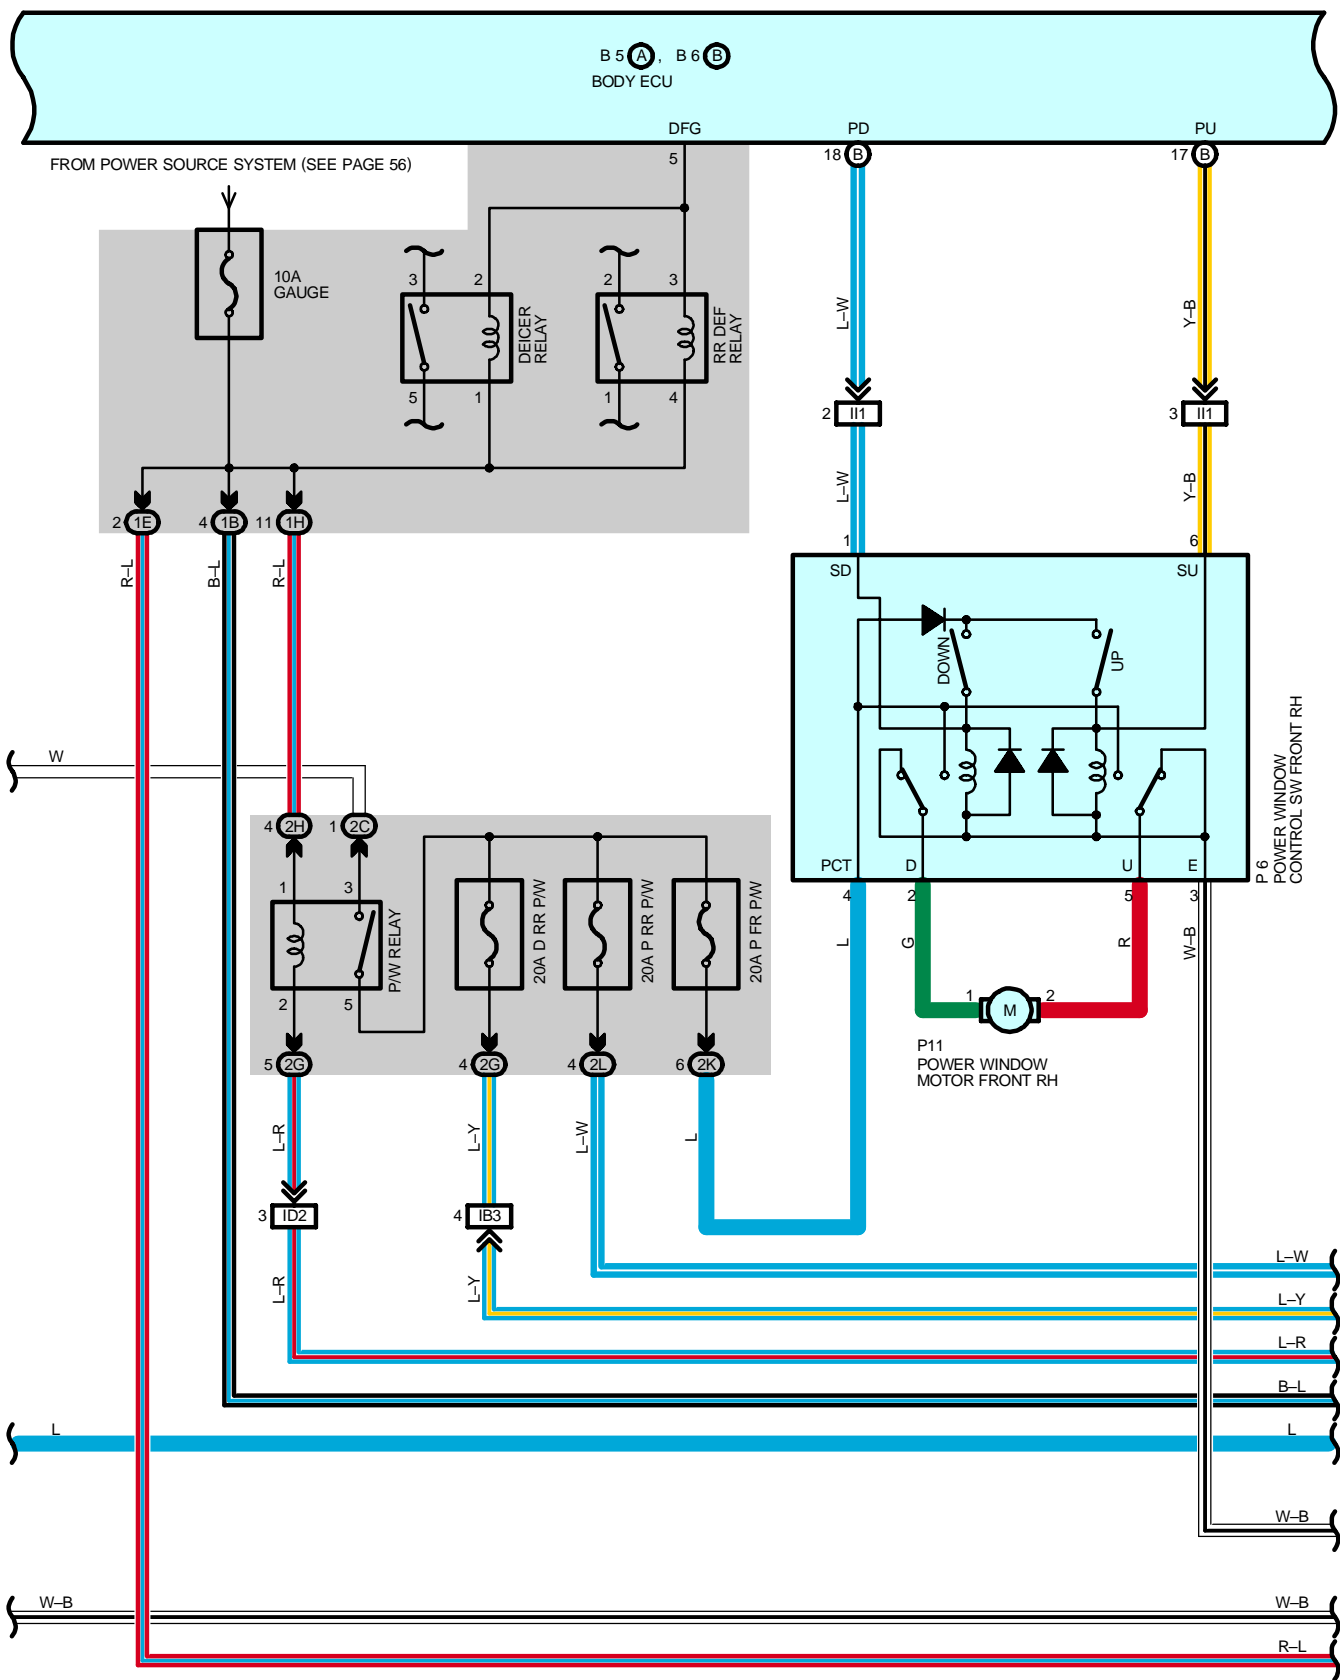 B 5 A , B 6 B
BODY ECU
DFG
PD
PU
5
18 B
17 B
FROM POWER SOURCE SYSTEM (SEE PAGE 56)
10A
GAUGE
3
2
DEICER
RELAY
5
1
2
3
RR DEF
RELAY
1
4
L–W
Y–B
2 II1
3 II1
L–W
Y–B
2 1E
4 1B
11 1H
R–L
B–L
R–L
1
6
SD
SU
DOWN
UP
PCT
D
U
E
P 6
POWER WINDOW
CONTROL SW FRONT RH
4
2
5
3
L
G
R
W–B
1
M
2
P11
POWER WINDOW
MOTOR FRONT RH
W
4 2H
1 2C
1
3
P/W RELAY
2
5
20A D RR P/W
20A P RR P/W
20A P FR P/W
5 2G
4 2G
4 2L
6 2K
L–R
L–Y
L–W
L
3 ID2
4 IB3
L–R
L–Y
L–W
L–Y
L–R
B–L
L
L
W–B
W–B
W–B
R–L